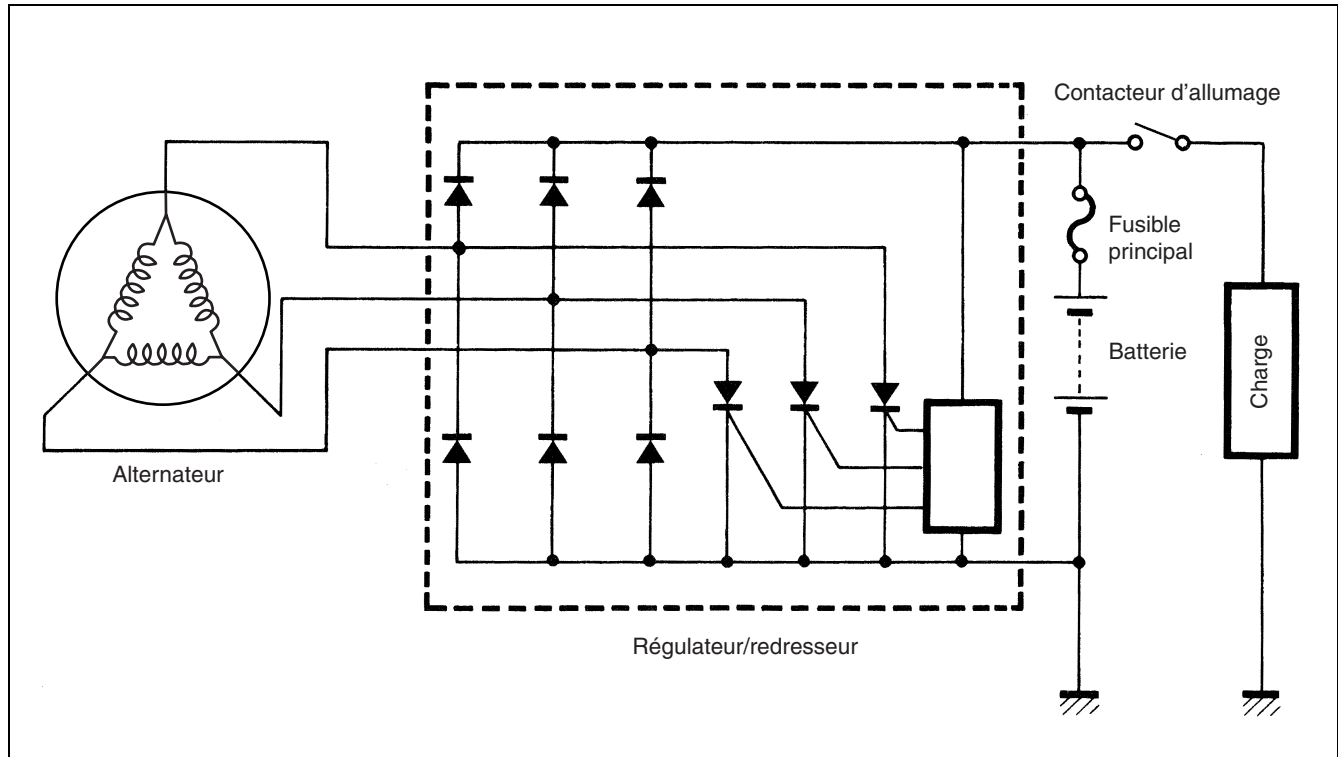 Contacteur d'allumage
Fusible
principal
Batterie
Charge
Alternateur
Régulateur/redresseur